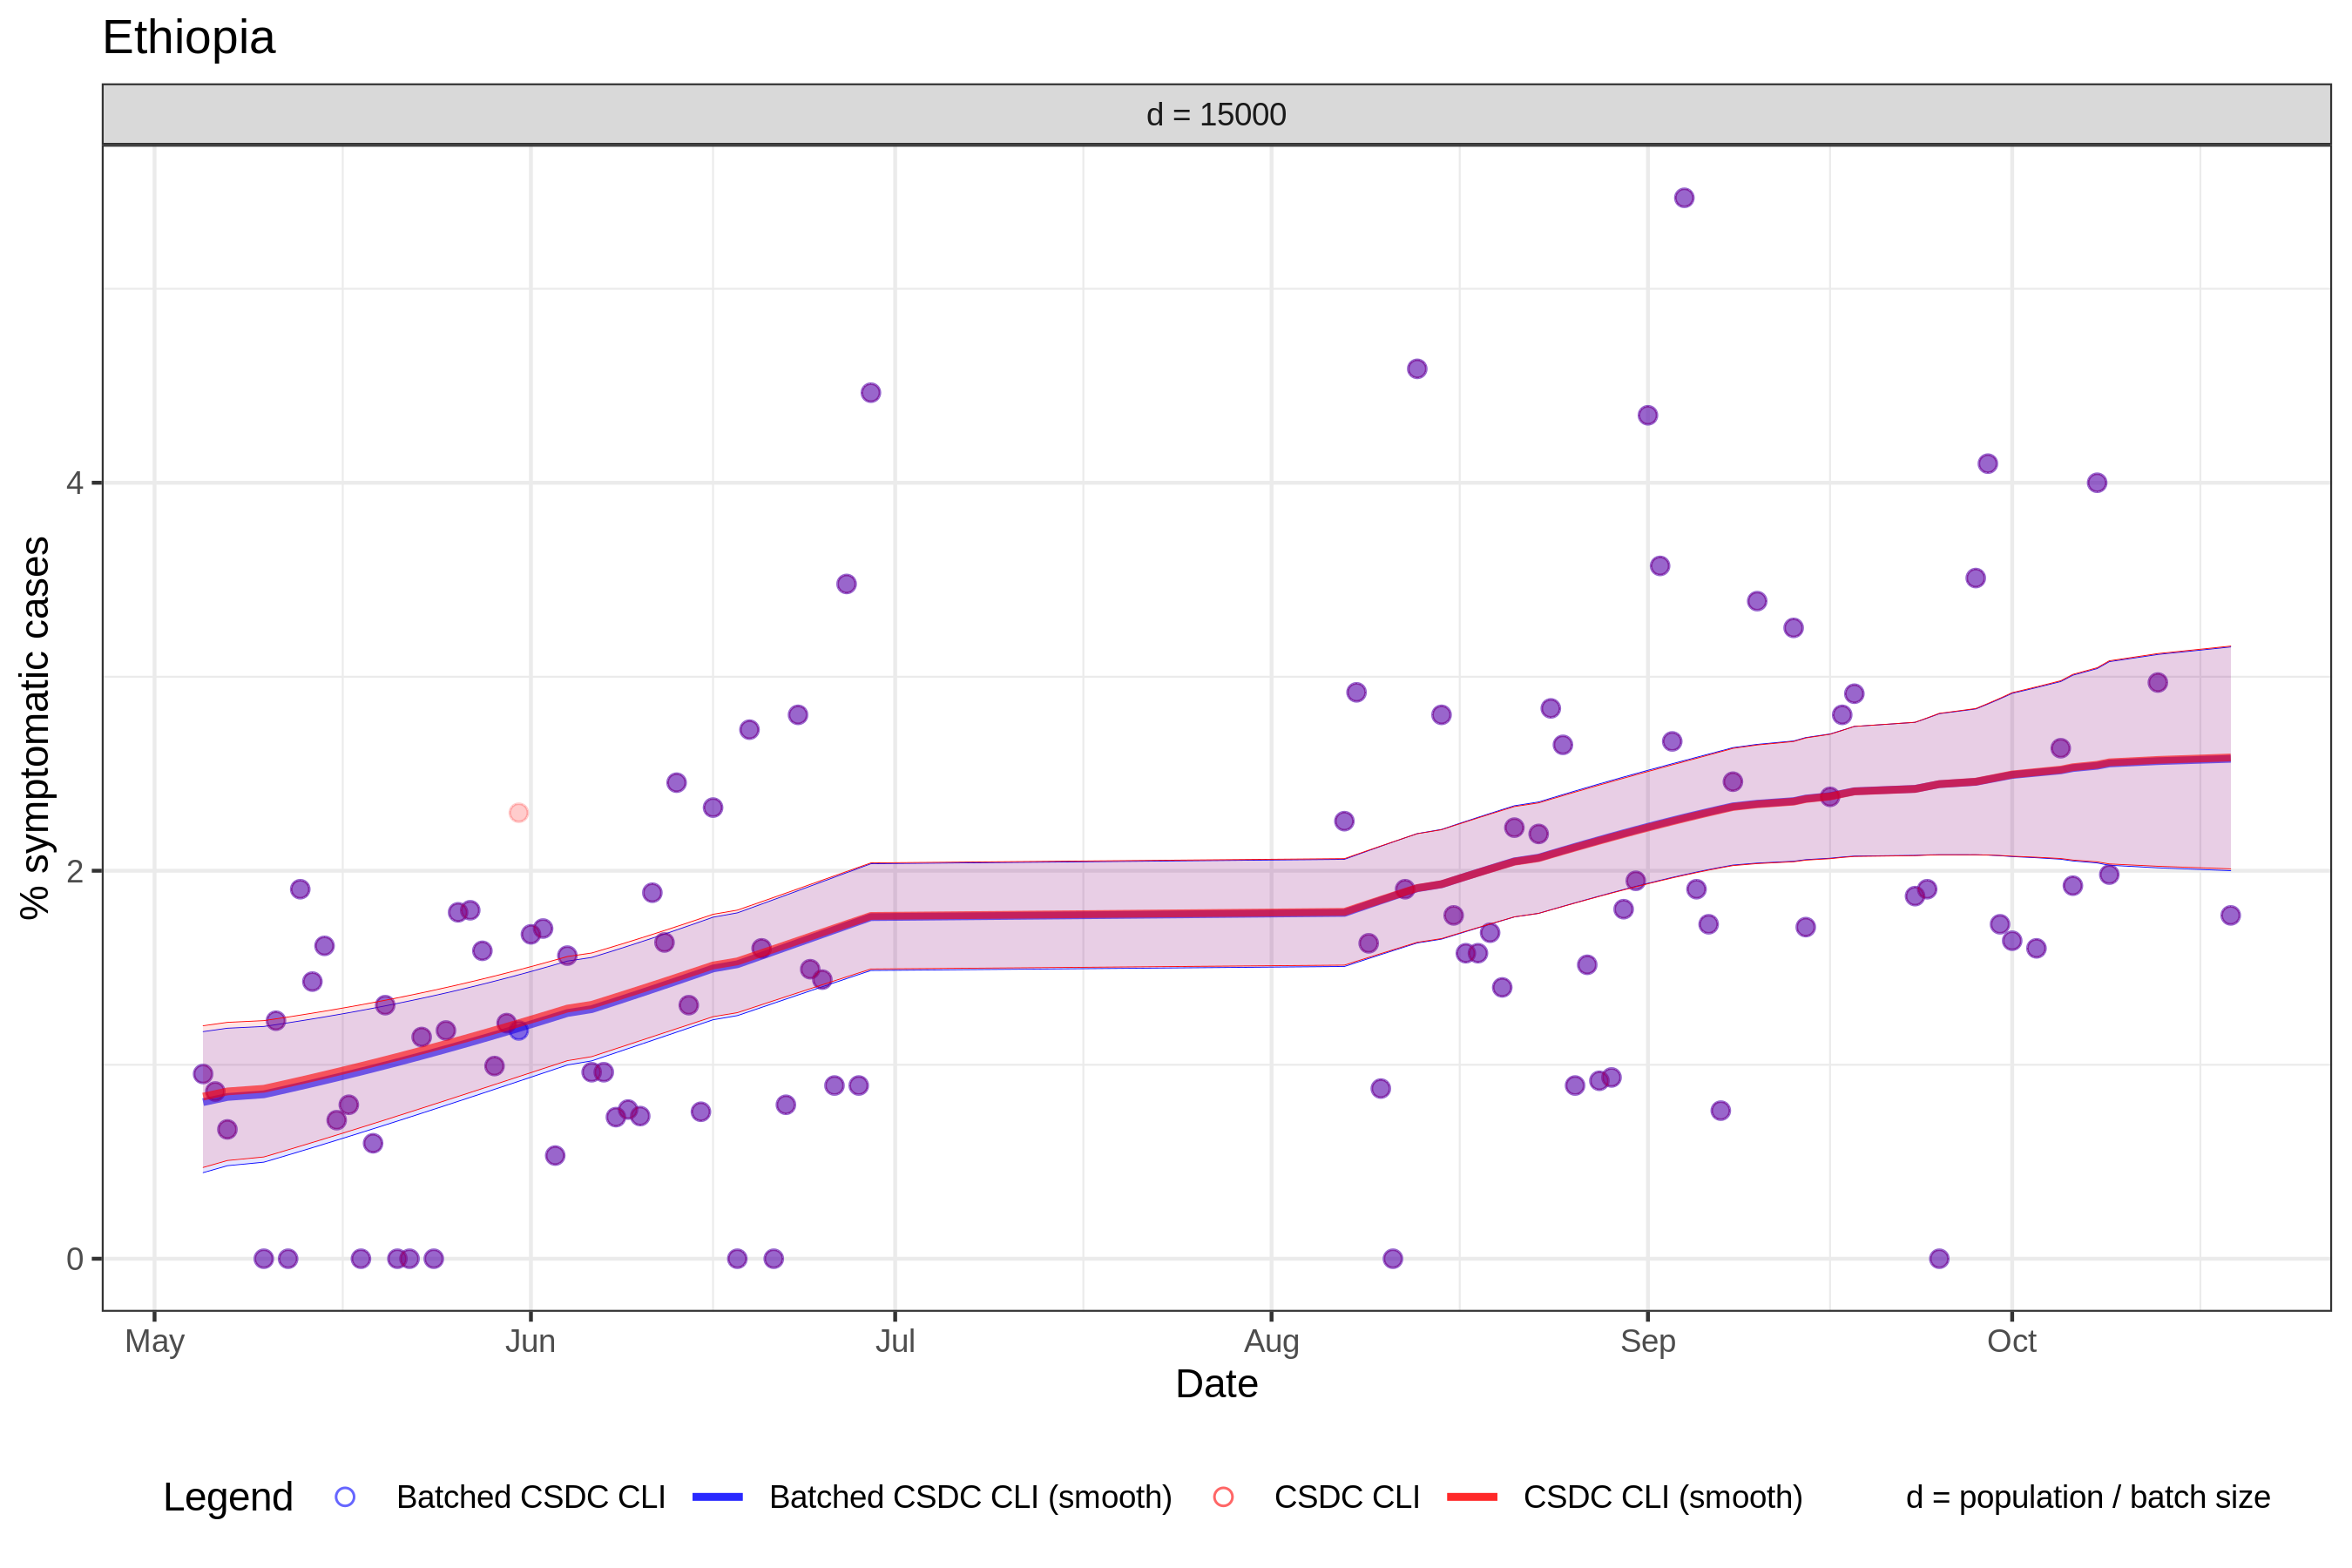 Ethiopia
d = 15000
% symptomatic cases
4
2
0
May Jun Jul Aug Sep Oct
Date
Legend Batched CSDC CLI Batched CSDC CLI (smooth) CSDC CLI CSDC CLI (smooth) d = population / batch size